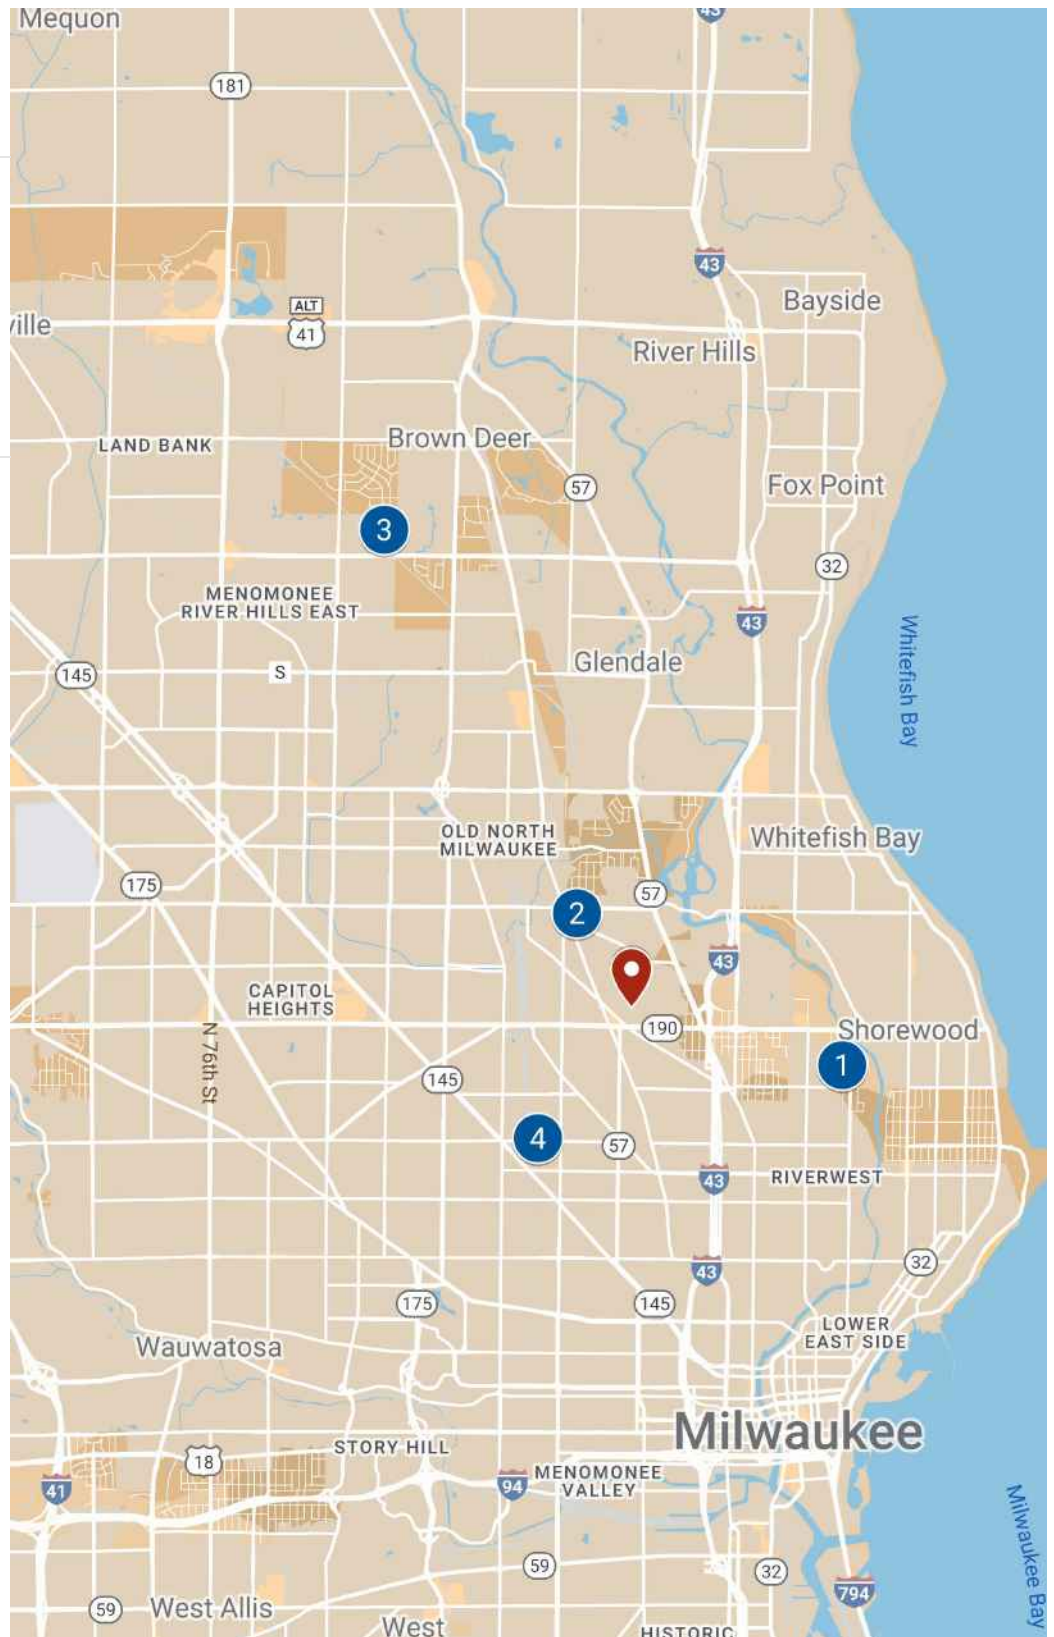 Mequon
43
181
43
Bayside
ALT
ville
41
River Hills
LAND BANK
Brown Deer
Fox Point
57
3
32
MENOMONEE
RIVER HILLS EAST
43
Whitefish Bay
Glendale
145
S
OLD NORTH
MILWAUKEE
Whitefish Bay
175
57
2
43
CAPITOL
HEIGHTS
190
Shorewood
N 76th St
1
145
4
57
43
RIVERWEST
32
43
175
145
LOWER
EAST SIDE
Wauwatosa
Milwaukee
STORY HILL
18
MENOMONEE
VALLEY
94
41
Milwaukee Bay
59
32
794
59
West Allis
West
HISTORIC